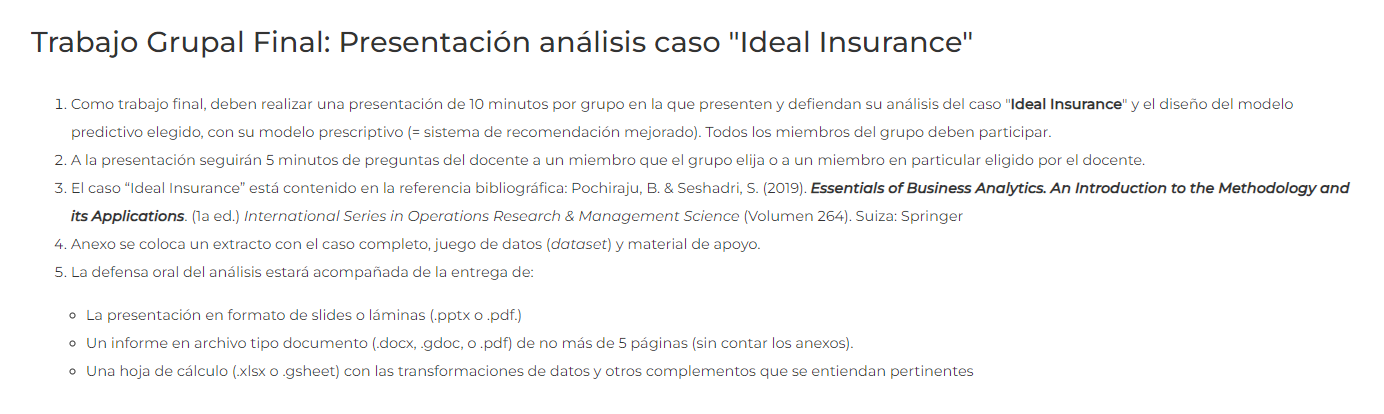 Trabajo Grupal Final: Presentación análisis caso "Ideal Insurance"
1. Como trabajo final, deben realizar una presentación de 10 minutos por grupo en la que presenten y defiendan su análisis del caso "Ideal Insurance" y el diseño del modelo
predictivo elegido, con su modelo prescriptivo (= sistema de recomendación mejorado). Todos los miembros del grupo deben participar.
2. A la presentación seguirán 5 minutos de preguntas del docente a un miembro que el grupo elija o a un miembro en particular eligido por el docente.
3. El caso “Ideal Insurance” está contenido en la referencia bibliográfica: Pochiraju, B. & Seshadri, S. (2019). Essentials of Business Analytics. An Introduction to the Methodology and
its Applications. (1a ed.) International Series in Operations Research & Management Science (Volumen 264). Suiza: Springer
4. Anexo se coloca un extracto con el caso completo, juego de datos (dataset) y material de apoyo.
5. La defensa oral del análisis estará acompañada de la entrega de:
◦ La presentación en formato de slides o láminas (.pptx o .pdf.)
◦ Un informe en archivo tipo documento (.docx, .gdoc, o .pdf) de no más de 5 páginas (sin contar los anexos).
◦ Una hoja de cálculo (.xlsx o .gsheet) con las transformaciones de datos y otros complementos que se entiendan pertinentes